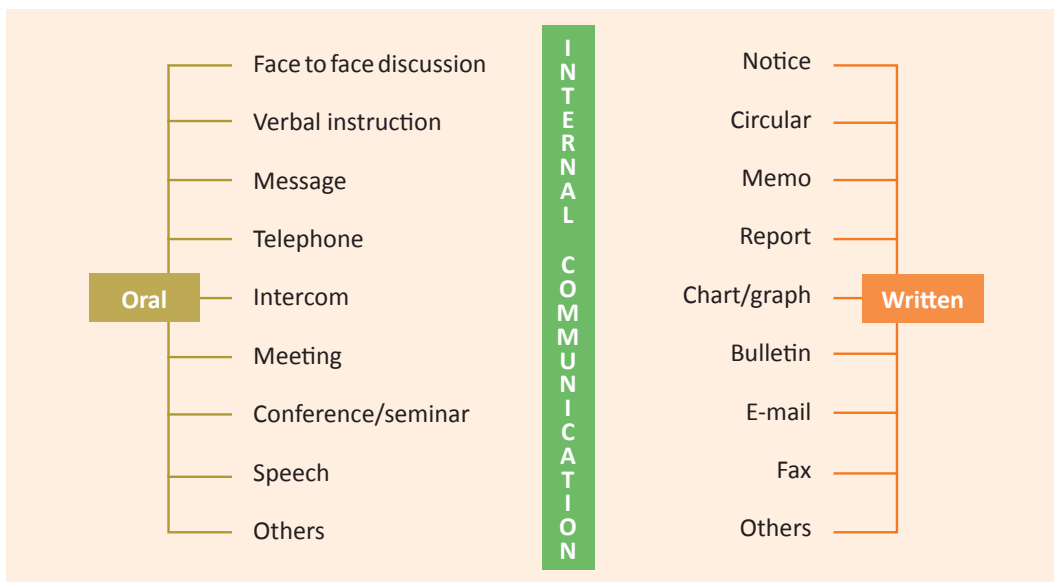 Oral
Face to face discussion
Verbal instruction
Message
Telephone
Intercom
Meeting
Conference/seminar
Speech
Others
INTERNAL COMMUNICATION
Notice
Circular
Memo
Report
Chart/graph
Bulletin
E-mail
Fax
Others
Written